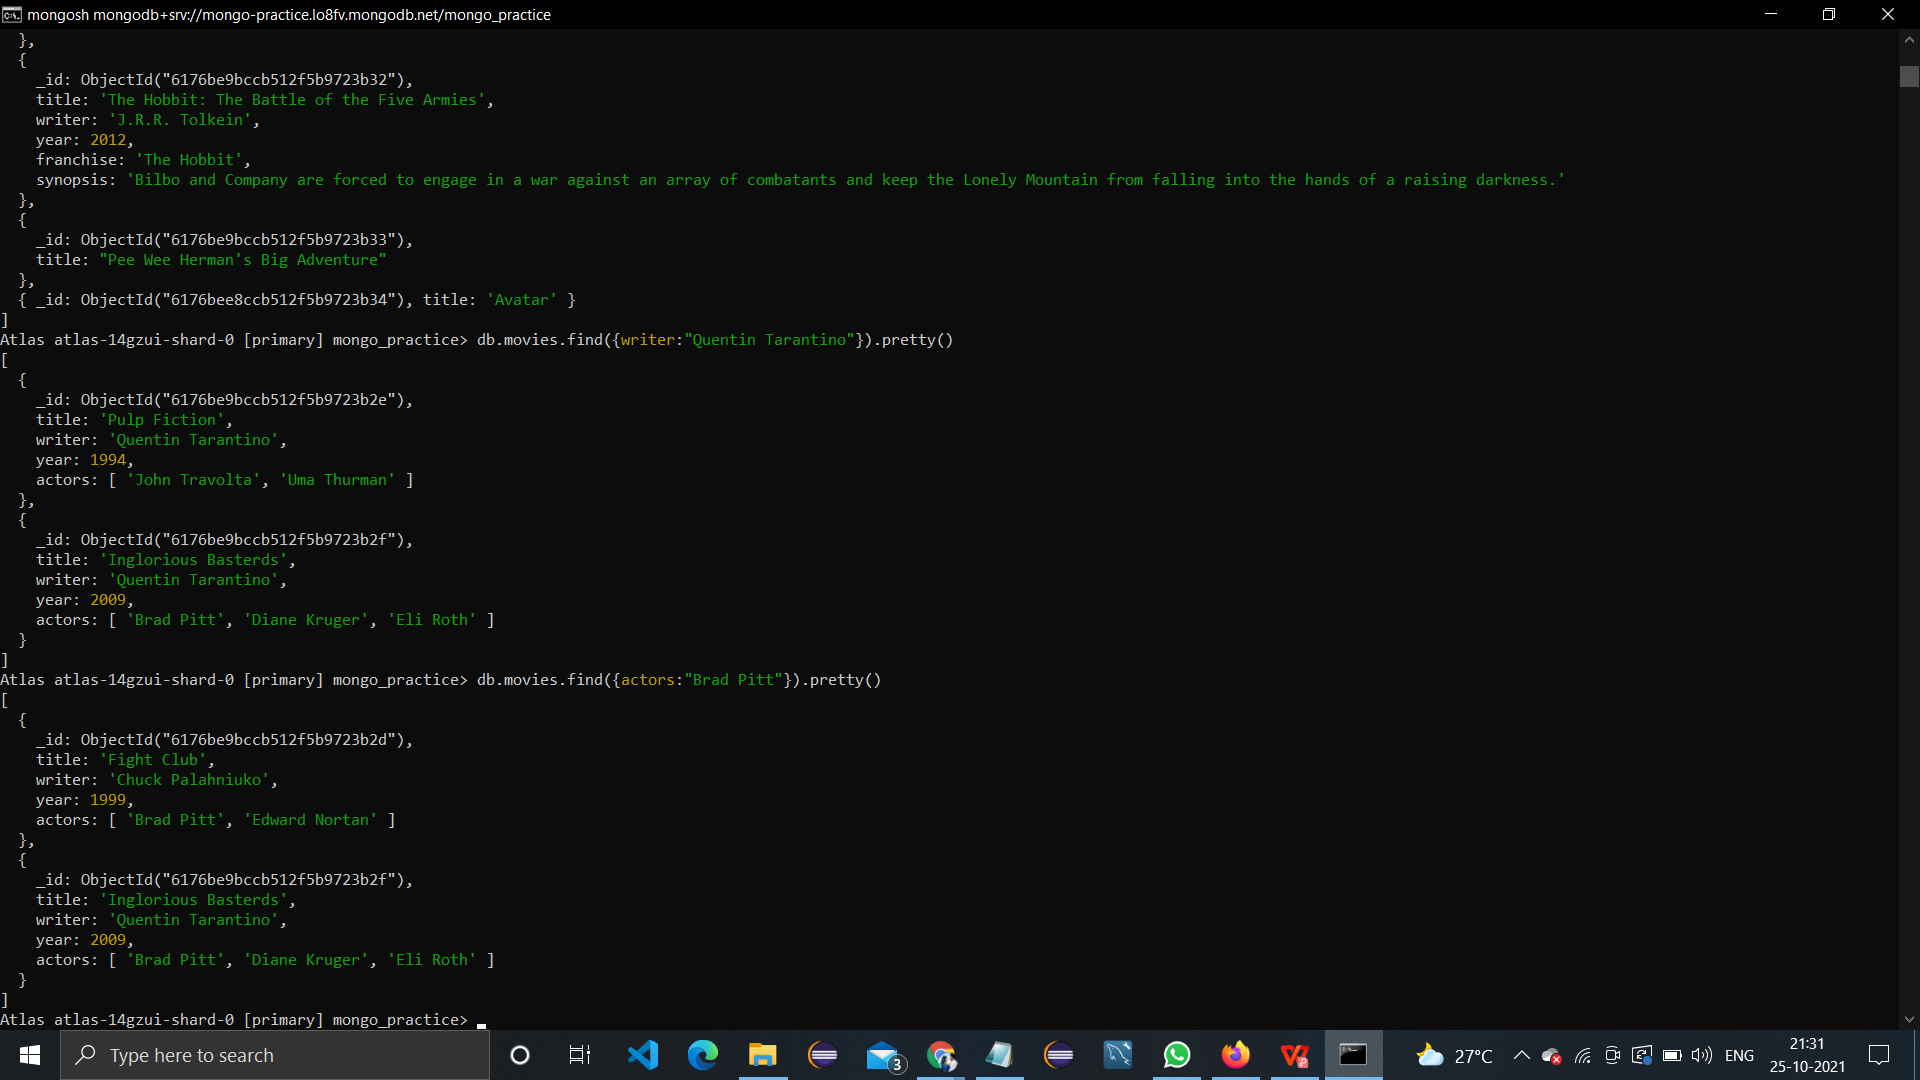 mongosh mongodb+srv://mongo-practice.lo8fv.mongodb.net/mongo_practice
},
{
_id: ObjectId("6176be9bccb512f5b9723b32"),
title: 'The Hobbit: The Battle of the Five Armies',
writer: 'J.R.R. Tolkein',
year: 2012,
franchise: 'The Hobbit',
synopsis: 'Bilbo and Company are forced to engage in a war against an array of combatants and keep the Lonely Mountain from falling into the hands of a raising darkness.'
},
{
_id: ObjectId("6176be9bccb512f5b9723b33"),
title: "Pee Wee Herman's Big Adventure"
},
{ _id: ObjectId("6176bee8ccb512f5b9723b34"), title: 'Avatar' }
]
Atlas atlas-14gzui-shard-0 [primary] mongo_practice> db.movies.find({writer:"Quentin Tarantino"}).pretty()
[
{
_id: ObjectId("6176be9bccb512f5b9723b2e"),
title: 'Pulp Fiction',
writer: 'Quentin Tarantino',
year: 1994,
actors: [ 'John Travolta', 'Uma Thurman' ]
},
{
_id: ObjectId("6176be9bccb512f5b9723b2f"),
title: 'Inglorious Basterds',
writer: 'Quentin Tarantino',
year: 2009,
actors: [ 'Brad Pitt', 'Diane Kruger', 'Eli Roth' ]
}
]
Atlas atlas-14gzui-shard-0 [primary] mongo_practice> db.movies.find({actors:"Brad Pitt"}).pretty()
[
{
_id: ObjectId("6176be9bccb512f5b9723b2d"),
title: 'Fight Club',
writer: 'Chuck Palahniuko',
year: 1999,
actors: [ 'Brad Pitt', 'Edward Nortan' ]
},
{
_id: ObjectId("6176be9bccb512f5b9723b2f"),
title: 'Inglorious Basterds',
writer: 'Quentin Tarantino',
year: 2009,
actors: [ 'Brad Pitt', 'Diane Kruger', 'Eli Roth' ]
}
]
Atlas atlas-14gzui-shard-0 [primary] mongo_practice>
Type here to search
3
27°C
ENG
21:31
25-10-2021